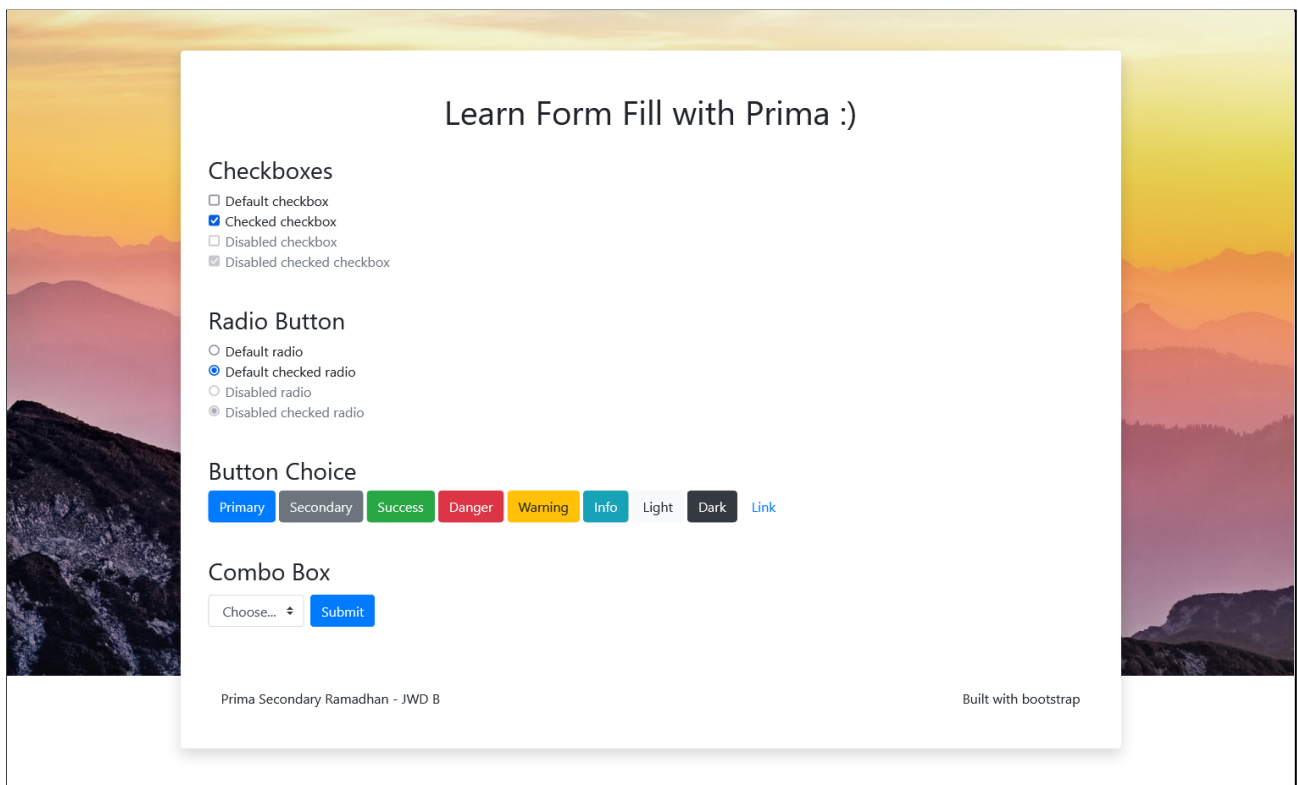 Learn Form Fill with Prima :)
Checkboxes
Default checkbox
Checked checkbox
Disabled checkbox
Disabled checked checkbox
Radio Button
Default radio
Default checked radio
Disabled radio
Disabled checked radio
Button Choice
Primary Secondary Success Danger Warning Info Light Dark Link
Combo Box
Choose... Submit
Prima Secondary Ramadhan - JWD B Built with bootstrap